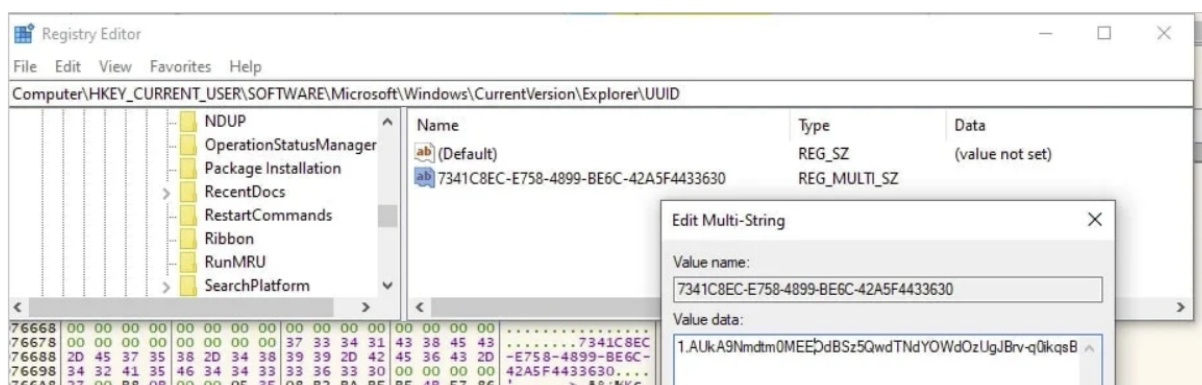 Registry Editor
File Edit View Favorites Help
Computer\HKEY_CURRENT_USER\SOFTWARE\Microsoft\Windows\CurrentVersion\Explorer\UUID
NDUP
OperationStatusManager
Package Installation
RecentDocs
RestartCommands
Ribbon
RunMRU
SearchPlatform
Name Type Data
ab (Default) REG_SZ (value not set)
ab 7341C8EC-E758-4899-BE6C-42A5F4433630 REG_MULTI_SZ
Edit Multi-String
Value name:
7341C8EC-E758-4899-BE6C-42A5F4433630
Value data:
76668 00 00 00 00 00 00 00 00 00 00 00 00 00 00 00 00 ................
76678 00 00 00 00 00 00 00 00 37 33 34 31 43 38 45 43 ........7341C8EC
76688 2D 45 37 35 38 2D 34 38 39 39 2D 42 45 36 43 2D -E758-4899-BE6C-
76698 34 32 41 35 46 34 34 33 33 36 33 30 00 00 00 00 42A5F4433630....